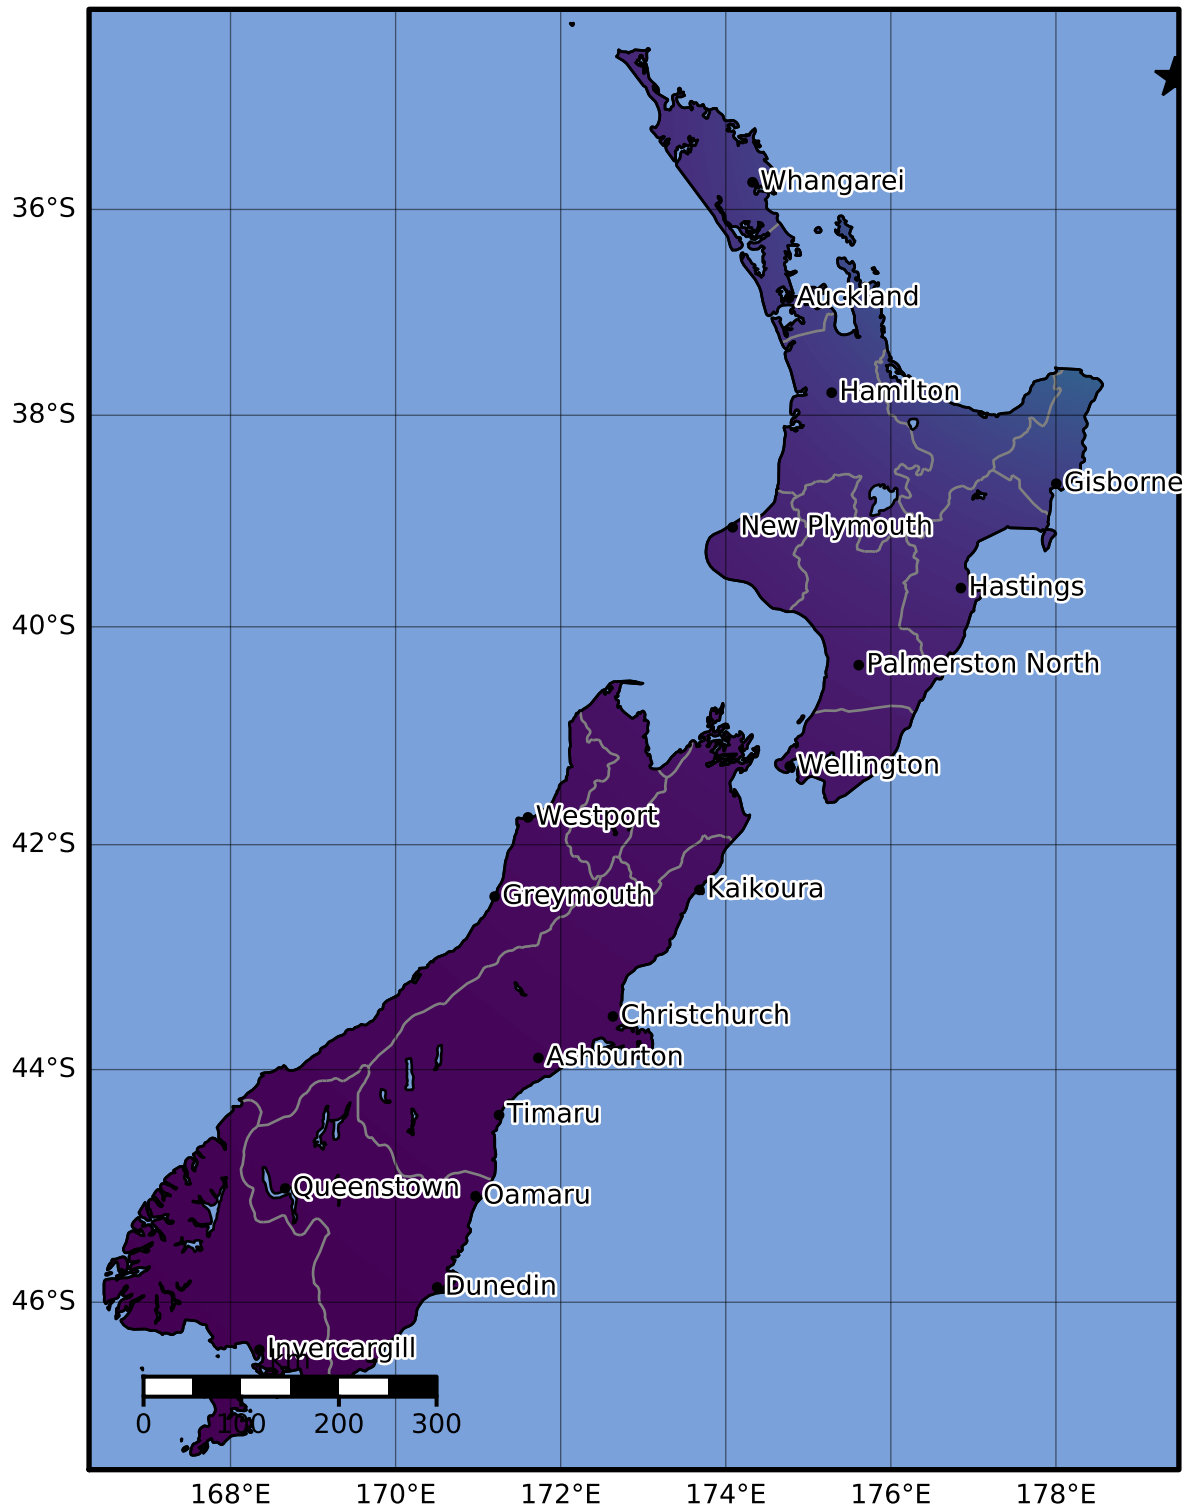 Whangarei
36°S
Auckland
Hamilton
38°S
Gisborne
New Plymouth
Hastings
40°S
Palmerston North
Wellington
Westport
42°S
Kaikoura
Greymouth
Christchurch
Ashburton
44°S
Timaru
Queenstown
Oamaru
Dunedin
46°S
Invercargill
km
0 100 200 300
168°E 170°E 172°E 174°E 176°E 178°E